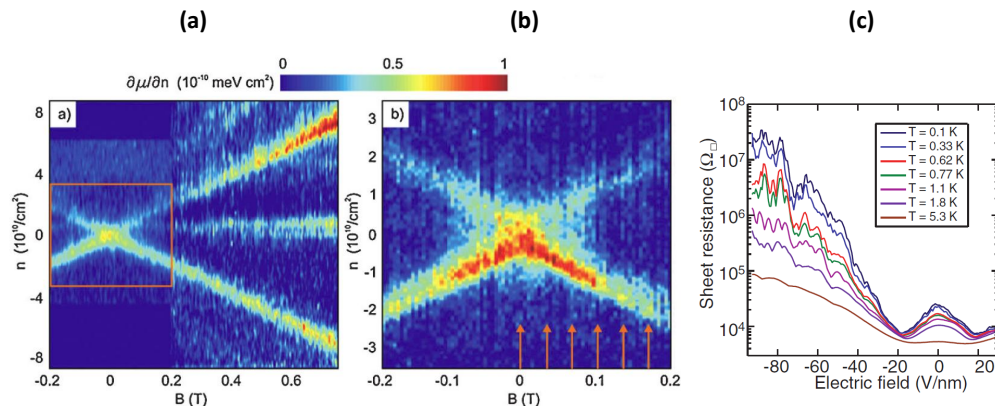 (a)
(b)
(c)
∂μ/∂n (10⁻¹⁰ meV cm²)
0
0.5
1
a)
n (10¹⁰/cm²)
8
4
0
-4
-8
-0.2
0
0.2
0.4
0.6
B (T)
b)
n (10¹⁰/cm²)
3
2
1
0
-1
-2
-3
-0.2
-0.1
0
0.1
0.2
B (T)
Sheet resistance (Ω□)
10⁸
10⁷
10⁶
10⁵
10⁴
T = 0.1 K
T = 0.33 K
T = 0.62 K
T = 0.77 K
T = 1.1 K
T = 1.8 K
T = 5.3 K
-80
-60
-40
-20
0
20
Electric field (V/nm)